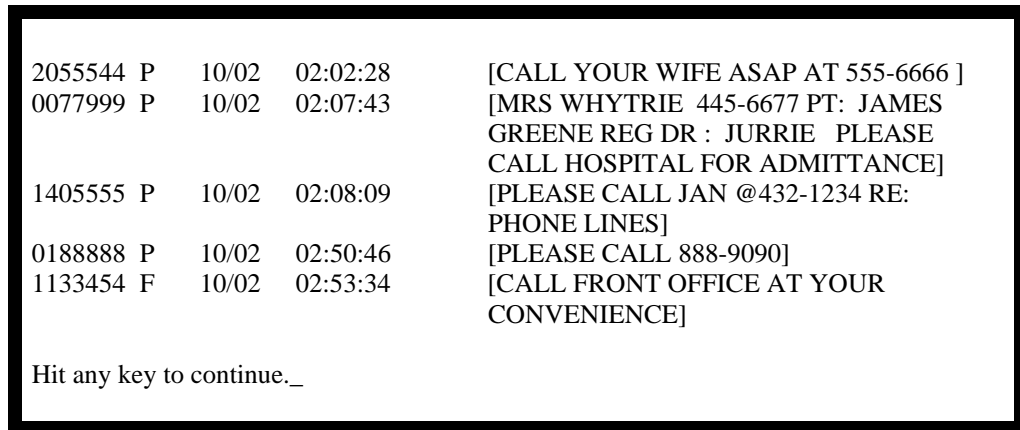 2055544 P 10/02 02:02:28 [CALL YOUR WIFE ASAP AT 555-6666 ]
0077999 P 10/02 02:07:43 [MRS WHYTRIE 445-6677 PT: JAMES
GREENE REG DR : JURRIE PLEASE
CALL HOSPITAL FOR ADMITTANCE]
1405555 P 10/02 02:08:09 [PLEASE CALL JAN @432-1234 RE:
PHONE LINES]
0188888 P 10/02 02:50:46 [PLEASE CALL 888-9090]
1133454 F 10/02 02:53:34 [CALL FRONT OFFICE AT YOUR
CONVENIENCE]
Hit any key to continue._